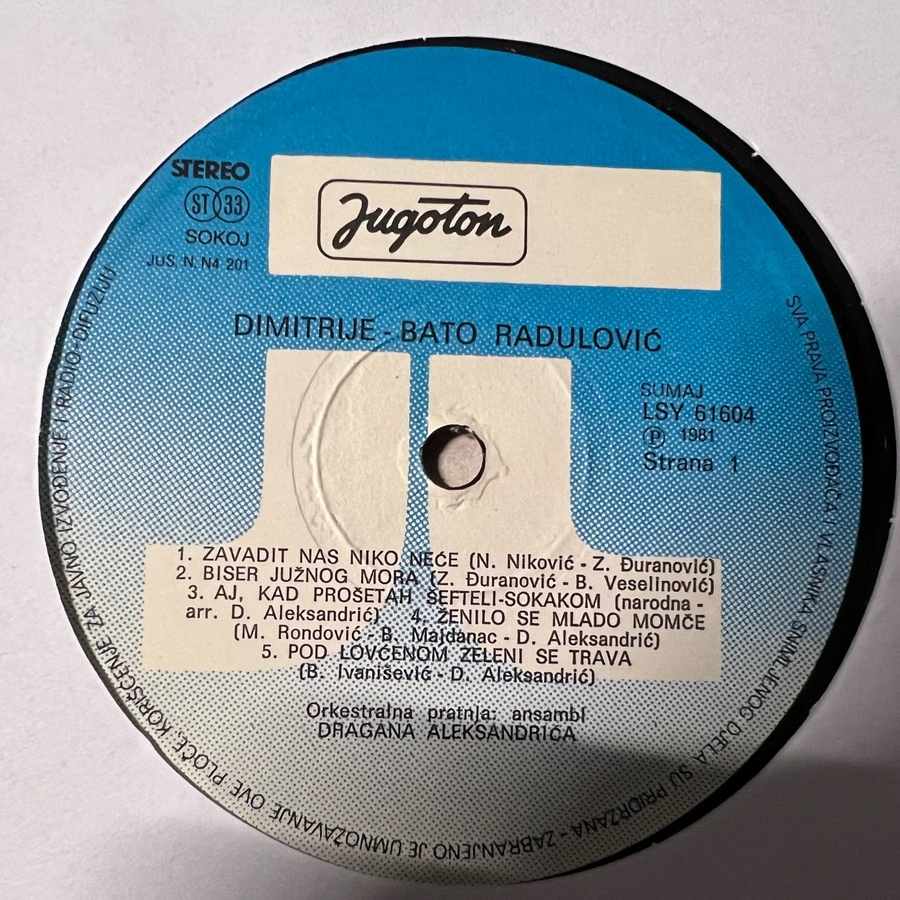 STEREO
ST 33
SOKOJ
JUS. N. N4 201
Jugoton
DIMITRIJE - BATO RADULOVIĆ
SUMAJ
LSY 61604
Ⓟ 1981
Strana 1
1. ZAVADIT NAS NIKO NEĆE (N. Niković - Z. Đuranović)
2. BISER JUŽNOG MORA (Z. Đuranović - B. Veselinović)
3. AJ, KAD PROŠETAH ŠEFTELI-SOKAKOM (narodna -
arr. D. Aleksandrić) 4. ŽENILO SE MLADO MOMČE
(M. Rondović - B. Majdanac - D. Aleksandrić)
5. POD LOVĆENOM ZELENI SE TRAVA
(B. Ivanišević - D. Aleksandrić)
Orkestralna pratnja: ansambl
DRAGANA ALEKSANDRIĆA
SVA PRAVA PROIZVOĐAČA I VLASNIKA SNIMLJENOG DJELA SU PRIDRŽANA - ZABRANJENO JE UMNOŽAVANJE OVE PLOČE, KORIŠĆENJE ZA JAVNO IZVOĐENJE I RADIO-DIFUZIJU